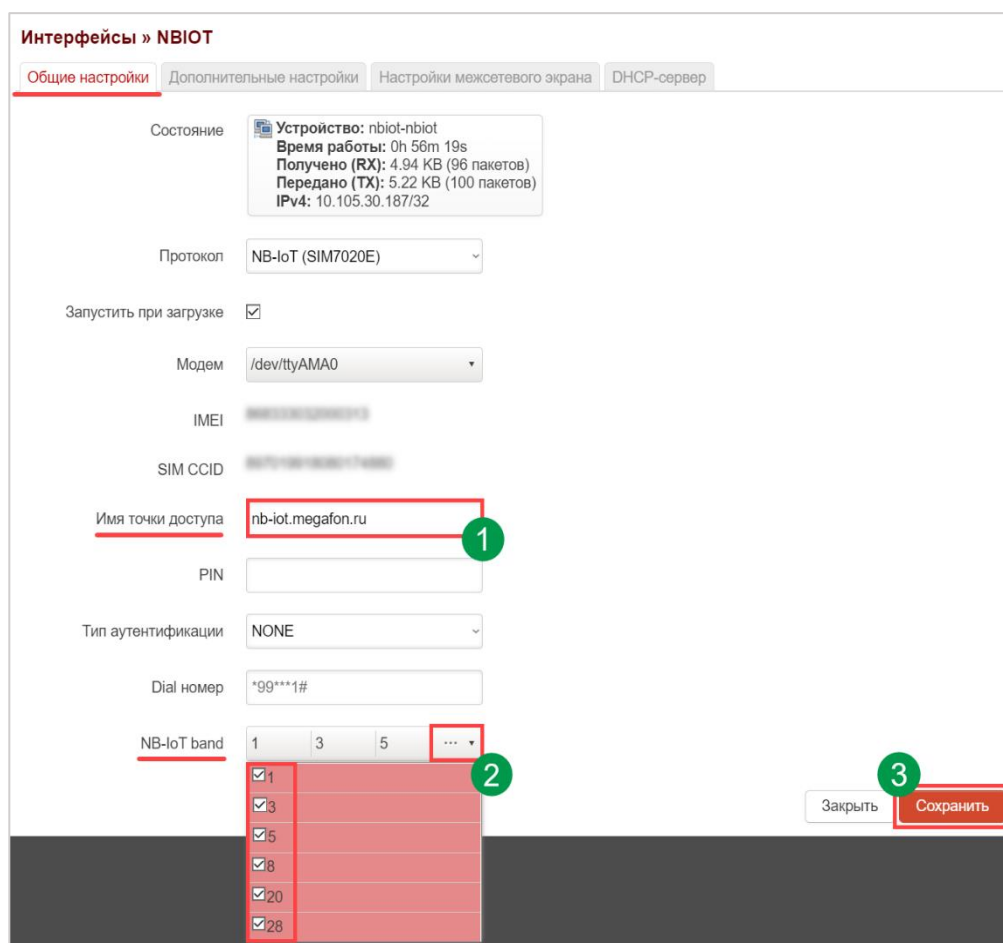 Интерфейсы » NBIOT
Общие настройки Дополнительные настройки Настройки межсетевого экрана DHCP-сервер
Состояние
Устройство: nbiot-nbiot
Время работы: 0h 56m 19s
Получено (RX): 4.94 KB (96 пакетов)
Передано (TX): 5.22 KB (100 пакетов)
IPv4: 10.105.30.187/32
Протокол NB-IoT (SIM7020E)
Запустить при загрузке
Модем /dev/ttyAMA0
IMEI
SIM CCID
Имя точки доступа nb-iot.megafon.ru
1
PIN
Тип аутентификации NONE
Dial номер *99***1#
NB-IoT band 1 3 5 ...
2
1
3
5
8
20
28
3
Закрыть Сохранить